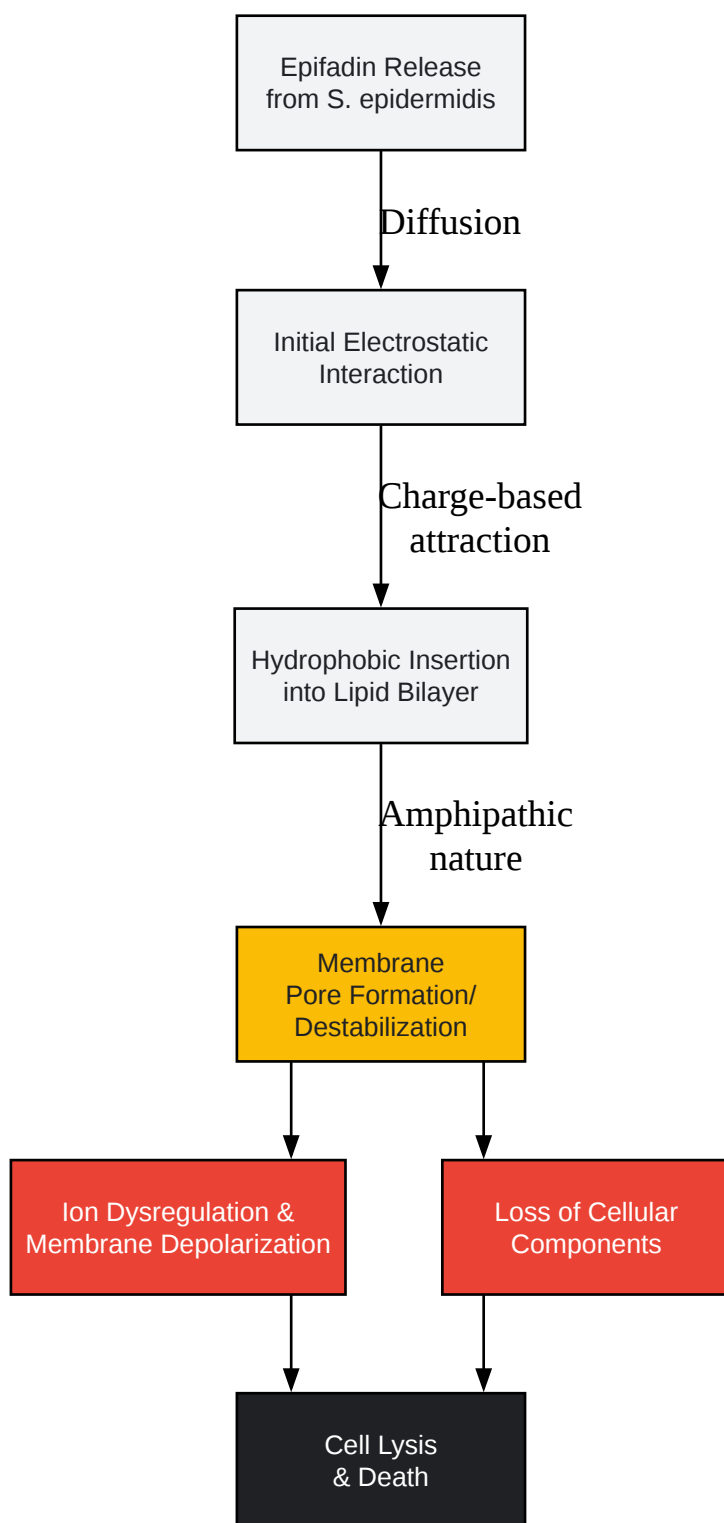 Epifadin Release
from S. epidermidis
Diffusion
Initial Electrostatic
Interaction
Charge-based
attraction
Hydrophobic Insertion
into Lipid Bilayer
Amphipathic
nature
Membrane
Pore Formation/
Destabilization
Ion Dysregulation &
Membrane Depolarization
Loss of Cellular
Components
Cell Lysis
& Death